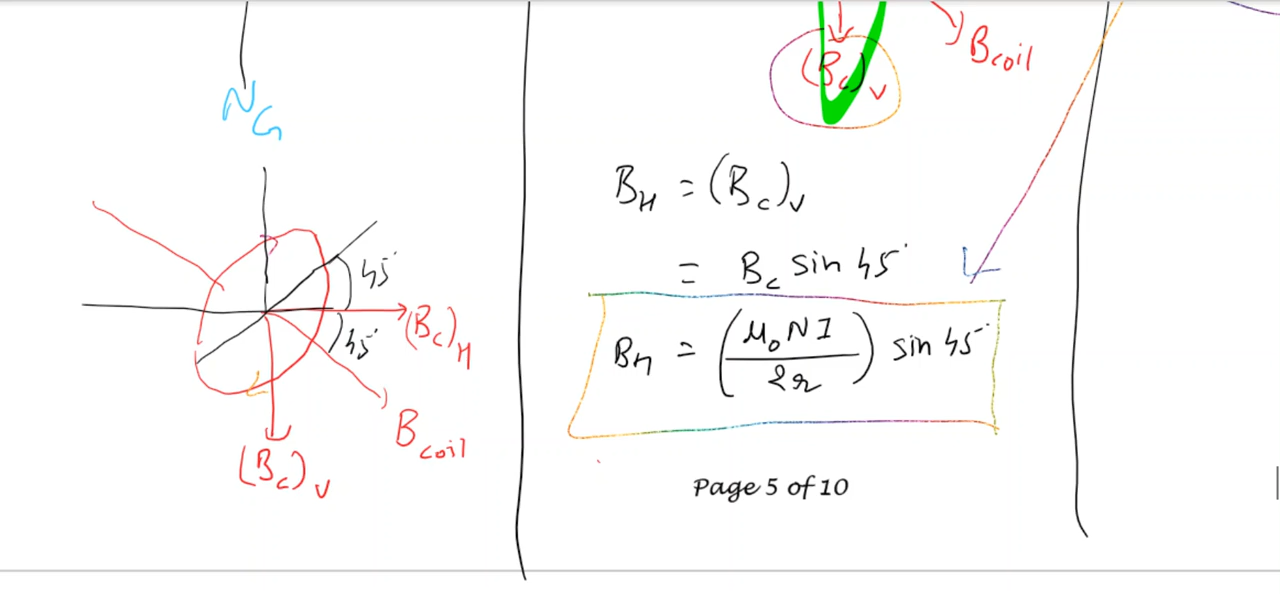 N_G
45°
(B_c)_H
45°
B_coil
(B_c)_V
(B_c)_V
B_coil
B_H = (B_c)_V
= B_c sin 45°
B_H = (μ₀NI / 2r) sin 45°
Page 5 of 10